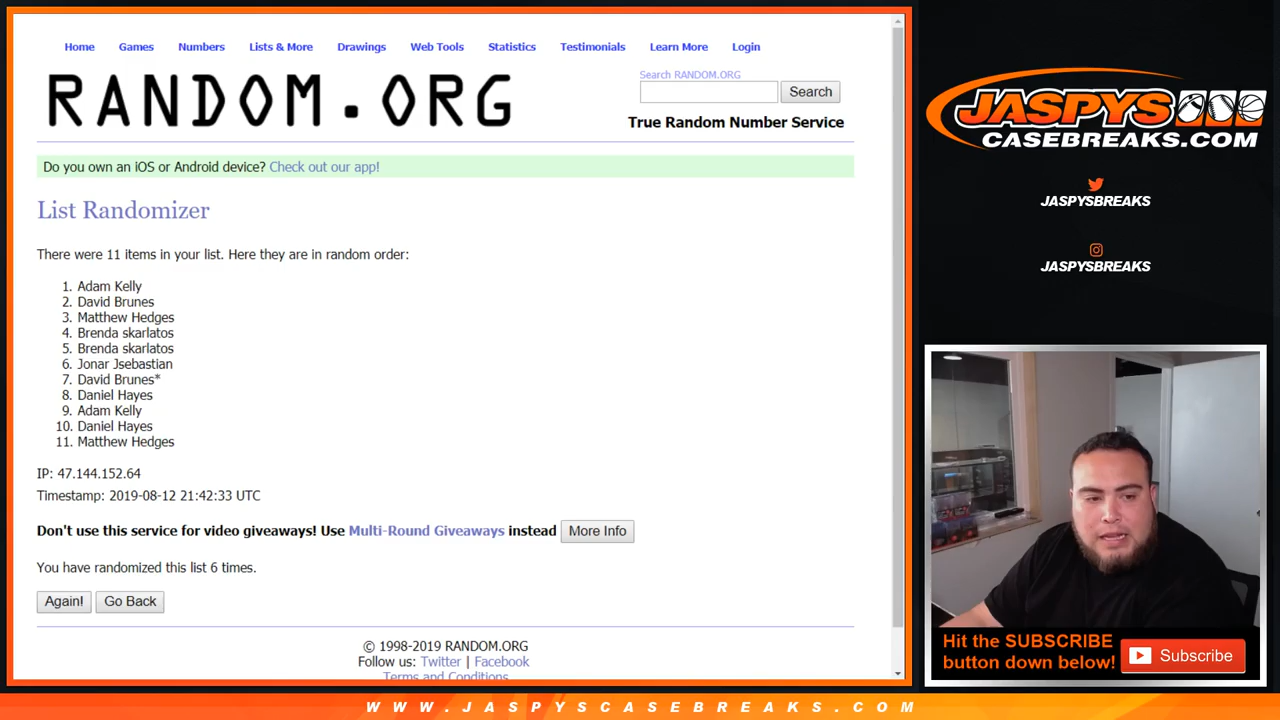 Home Games Numbers Lists & More Drawings Web Tools Statistics Testimonials Learn More Login
RANDOM.ORG
Search RANDOM.ORG
Search
True Random Number Service
Do you own an iOS or Android device? Check out our app!
List Randomizer
There were 11 items in your list. Here they are in random order:
1. Adam Kelly
2. David Brunes
3. Matthew Hedges
4. Brenda skarlatos
5. Brenda skarlatos
6. Jonar Jsebastian
7. David Brunes*
8. Daniel Hayes
9. Adam Kelly
10. Daniel Hayes
11. Matthew Hedges
IP: 47.144.152.64
Timestamp: 2019-08-12 21:42:33 UTC
Don't use this service for video giveaways! Use Multi-Round Giveaways instead More Info
You have randomized this list 6 times.
Again! Go Back
© 1998-2019 RANDOM.ORG
Follow us: Twitter | Facebook
Terms and Conditions
JASPYS
CASEBREAKS.COM
JASPYSBREAKS
JASPYSBREAKS
Hit the SUBSCRIBE
button down below!
Subscribe
WWW.JASPYSCASEBREAKS.COM